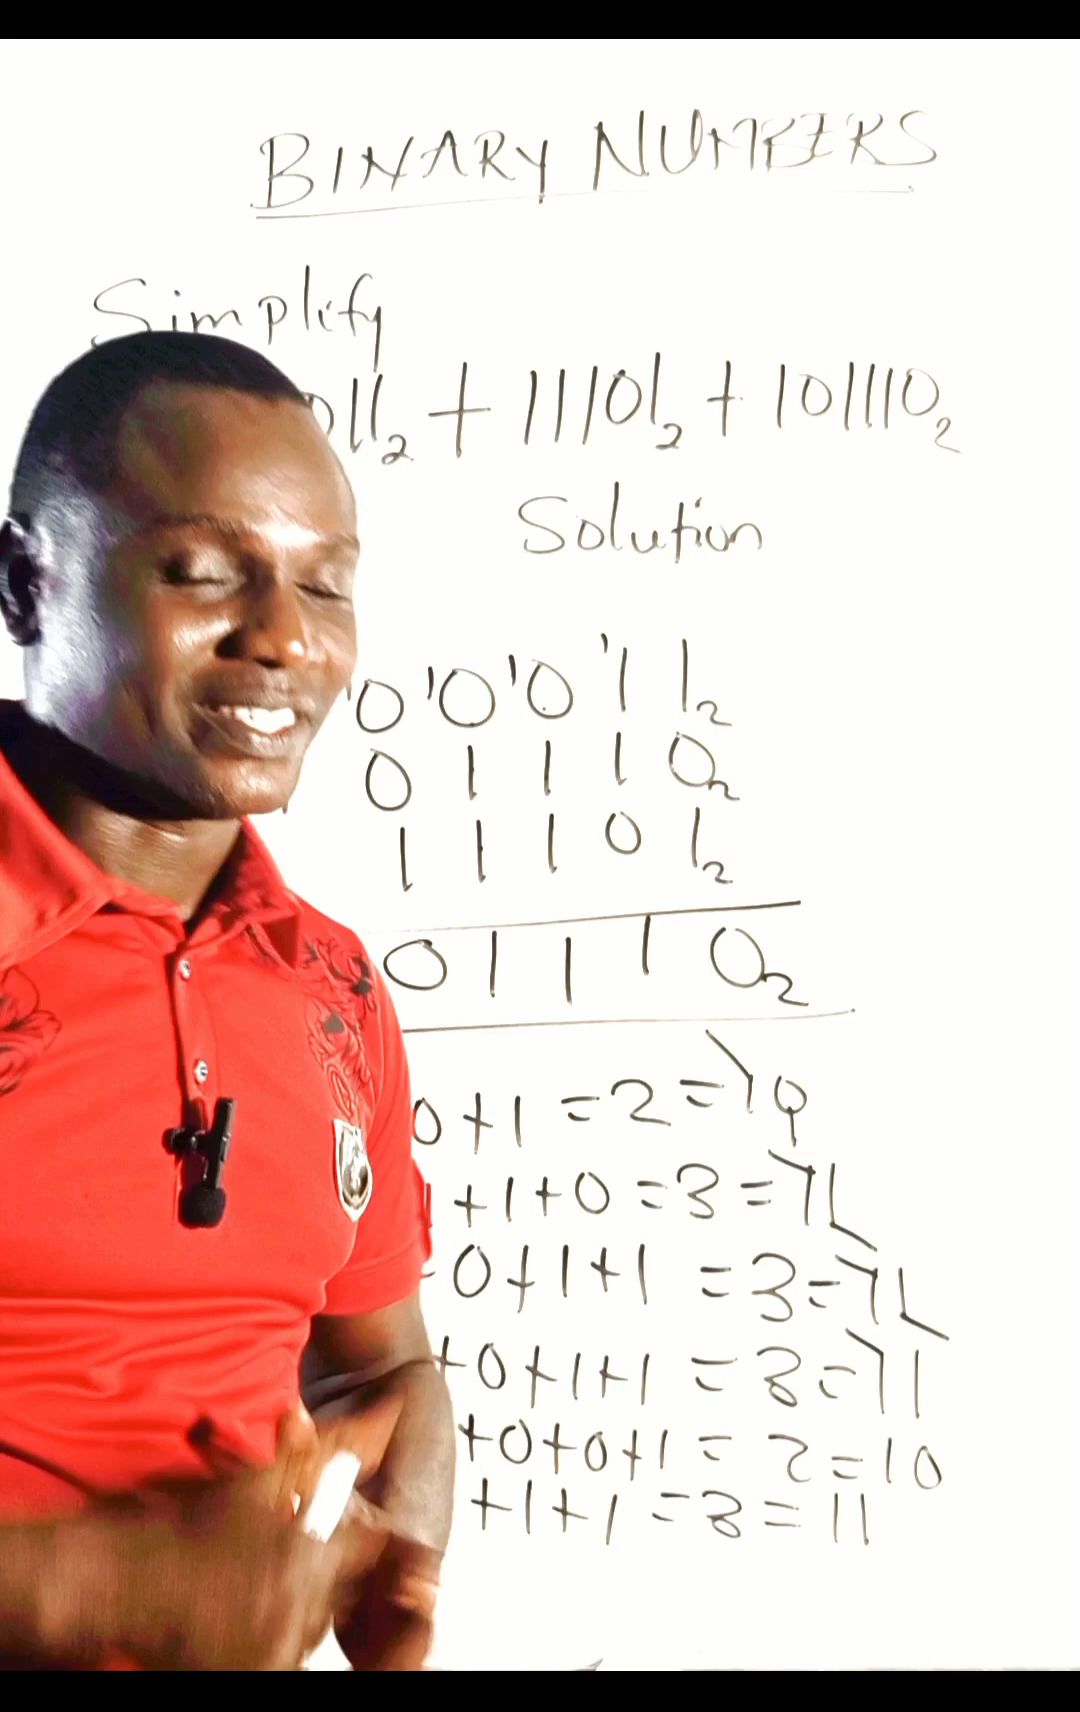 BINARY NUMBERS
Simplify
011₂ + 11101₂ + 101110₂
Solution
'0 '0 '0 '1 1₂
0 1 1 1 0₂
1 1 1 0 1₂
0 1 1 1 0₂
0+1 = 2 = 10
+1+0 = 3 = 11
0+1+1 = 3 = 11
+0+1+1 = 3 = 11
+0+0+1 = 2 = 10
+1+1 = 3 = 11